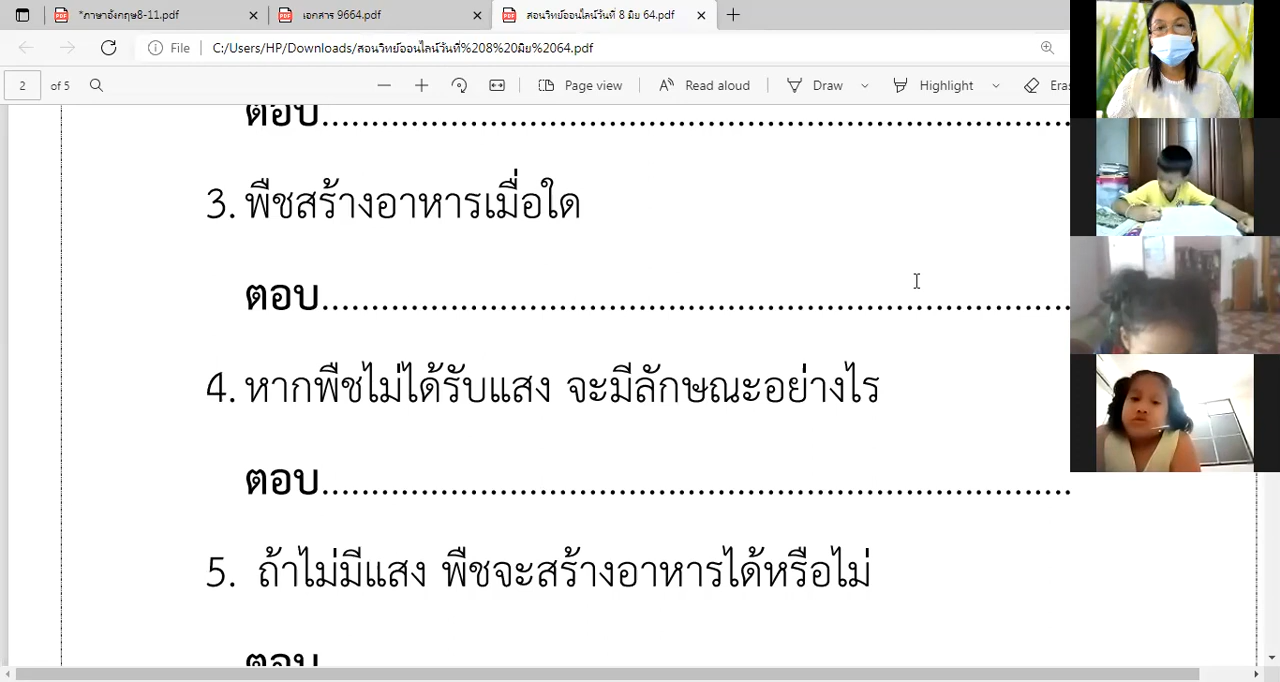 *ภาษาอังกฤษ8-11.pdf
เอกสาร 9664.pdf
สอนวิทย์ออนไลน์วันที่ 8 มิย 64.pdf
File
C:/Users/HP/Downloads/สอนวิทย์ออนไลน์วันที่%208%20มิย%2064.pdf
2 of 5
Page view
Read aloud
Draw
Highlight
Eras
ตอบ...........................................................................
3. พืชสร้างอาหารเมื่อใด
ตอบ...........................................................................
4. หากพืชไม่ได้รับแสง จะมีลักษณะอย่างไร
ตอบ...........................................................................
5. ถ้าไม่มีแสง พืชจะสร้างอาหารได้หรือไม่
ตอบ